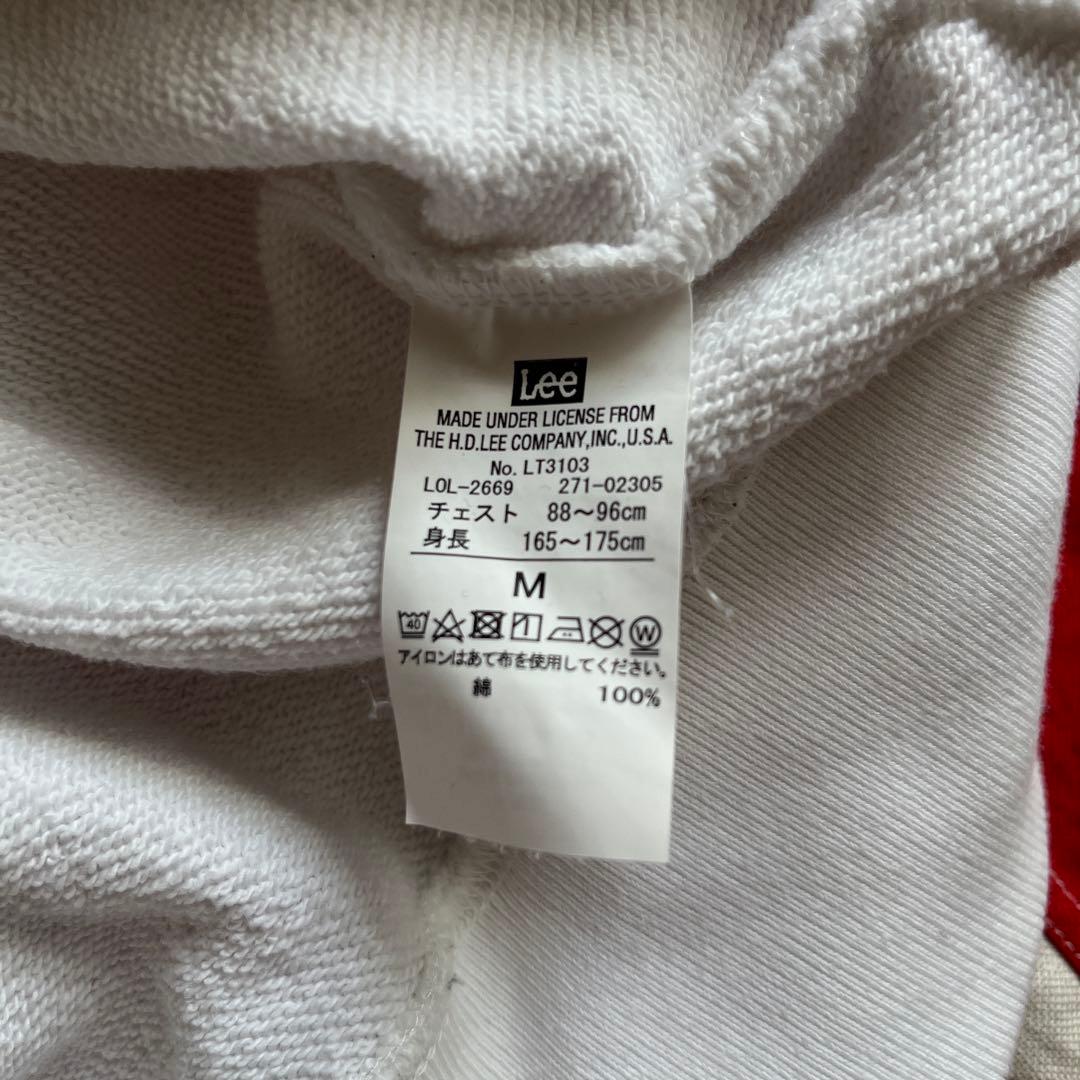 Lee
MADE UNDER LICENSE FROM
THE H.D.LEE COMPANY,INC.,U.S.A.
No. LT3103
LOL-2669 271-02305
チェスト 88〜96cm
身長 165〜175cm
M
40 W
アイロンはあて布を使用してください。
綿 100%